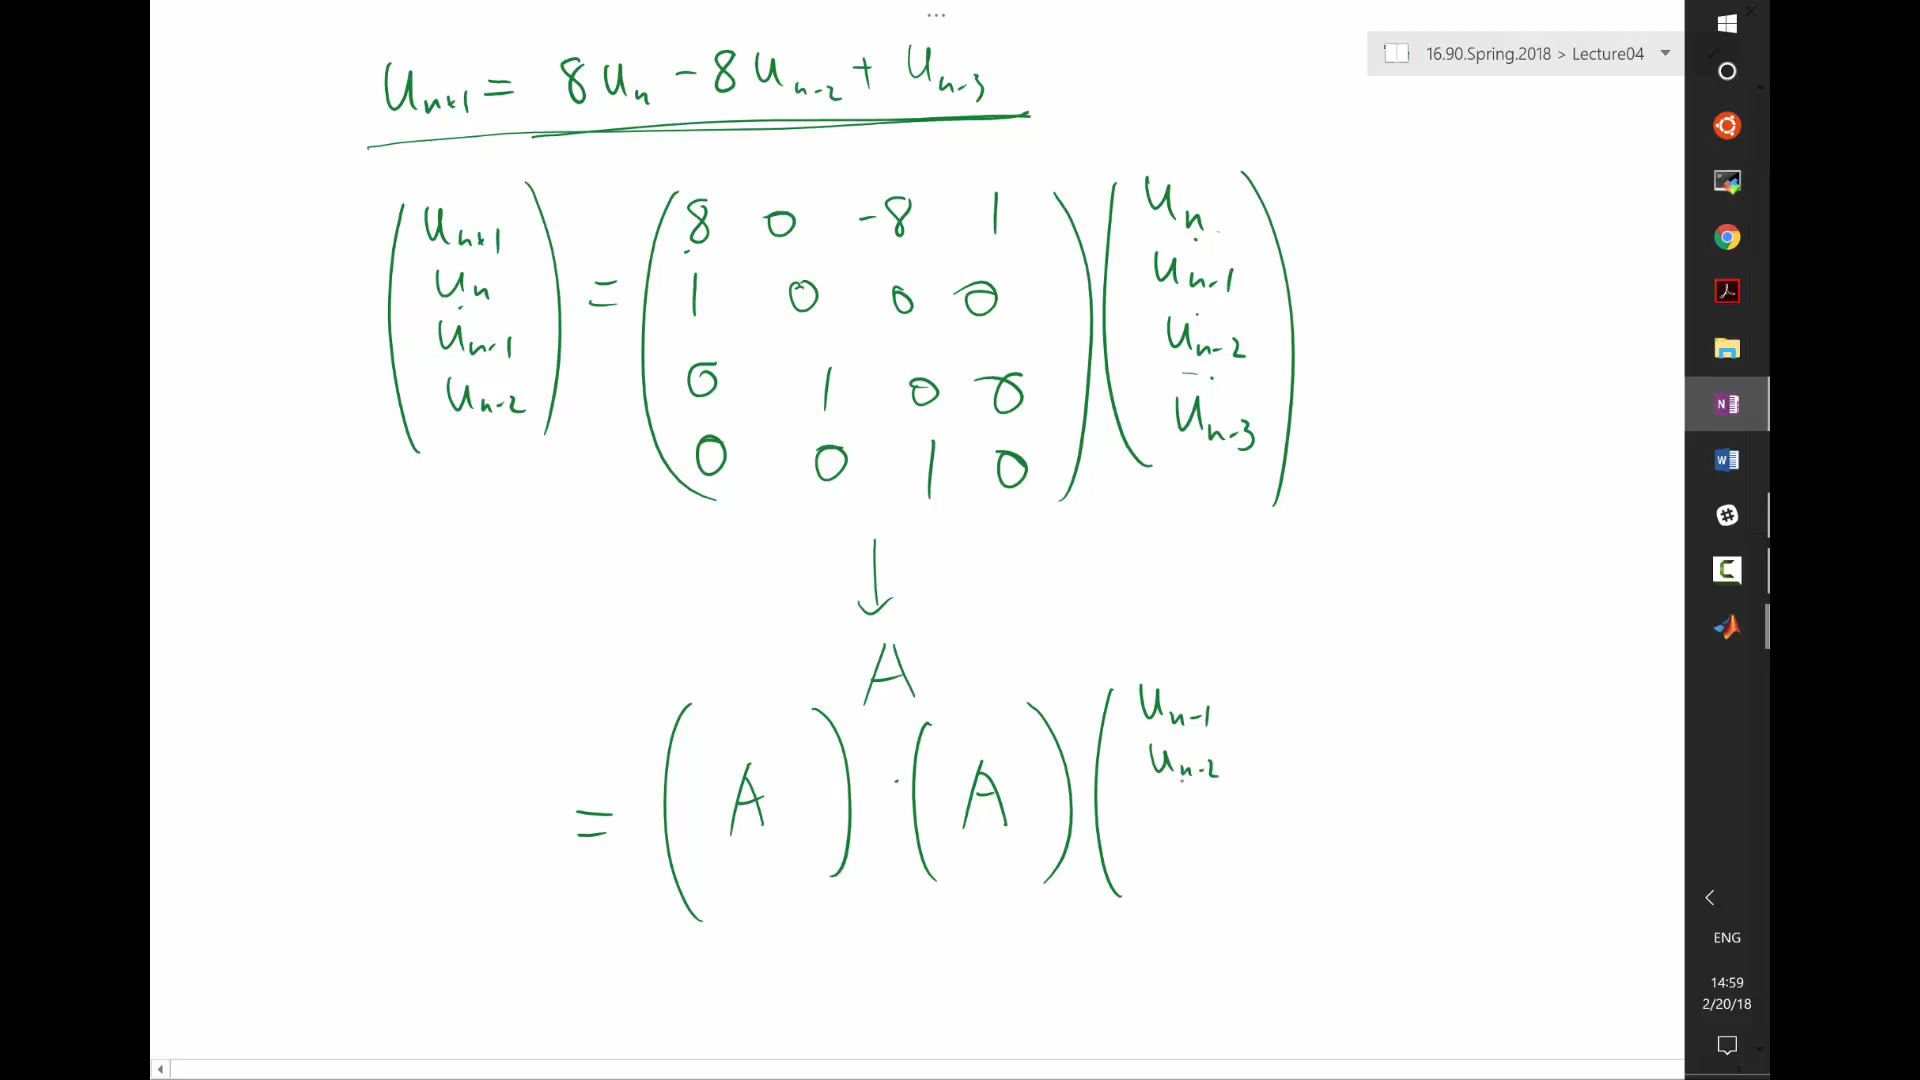 ...
16.90.Spring.2018 > Lecture04
u_{n+1} = 8u_n - 8u_{n-2} + u_{n-3}
(u_{n+1} u_n u_{n-1} u_{n-2}) = (8 0 -8 1
1 0 0 0
0 1 0 0
0 0 1 0) (u_n u_{n-1} u_{n-2} u_{n-3})
↓
A
= (A) · (A) (u_{n-1}
u_{n-2}
ENG
14:59
2/20/18